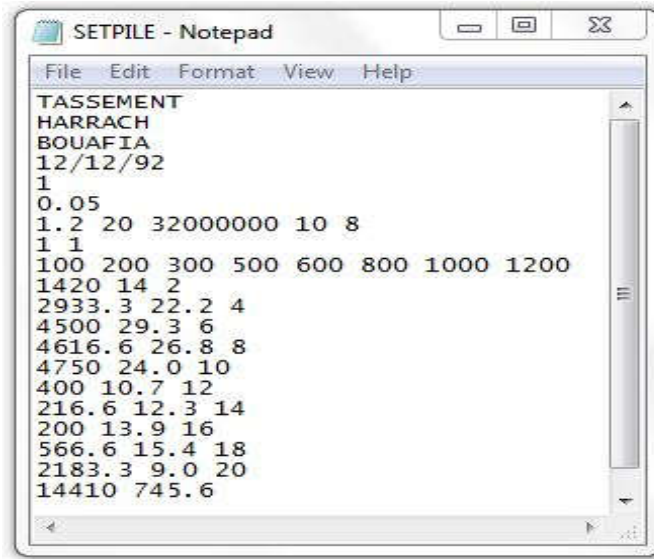 SETPILE - Notepad
File Edit Format View Help
TASSEMENT
HARRACH
BOUAFIA
12/12/92
1
0.05
1.2 20 32000000 10 8
1 1
100 200 300 500 600 800 1000 1200
1420 14 2
2933.3 22.2 4
4500 29.3 6
4616.6 26.8 8
4750 24.0 10
400 10.7 12
216.6 12.3 14
200 13.9 16
566.6 15.4 18
2183.3 9.0 20
14410 745.6